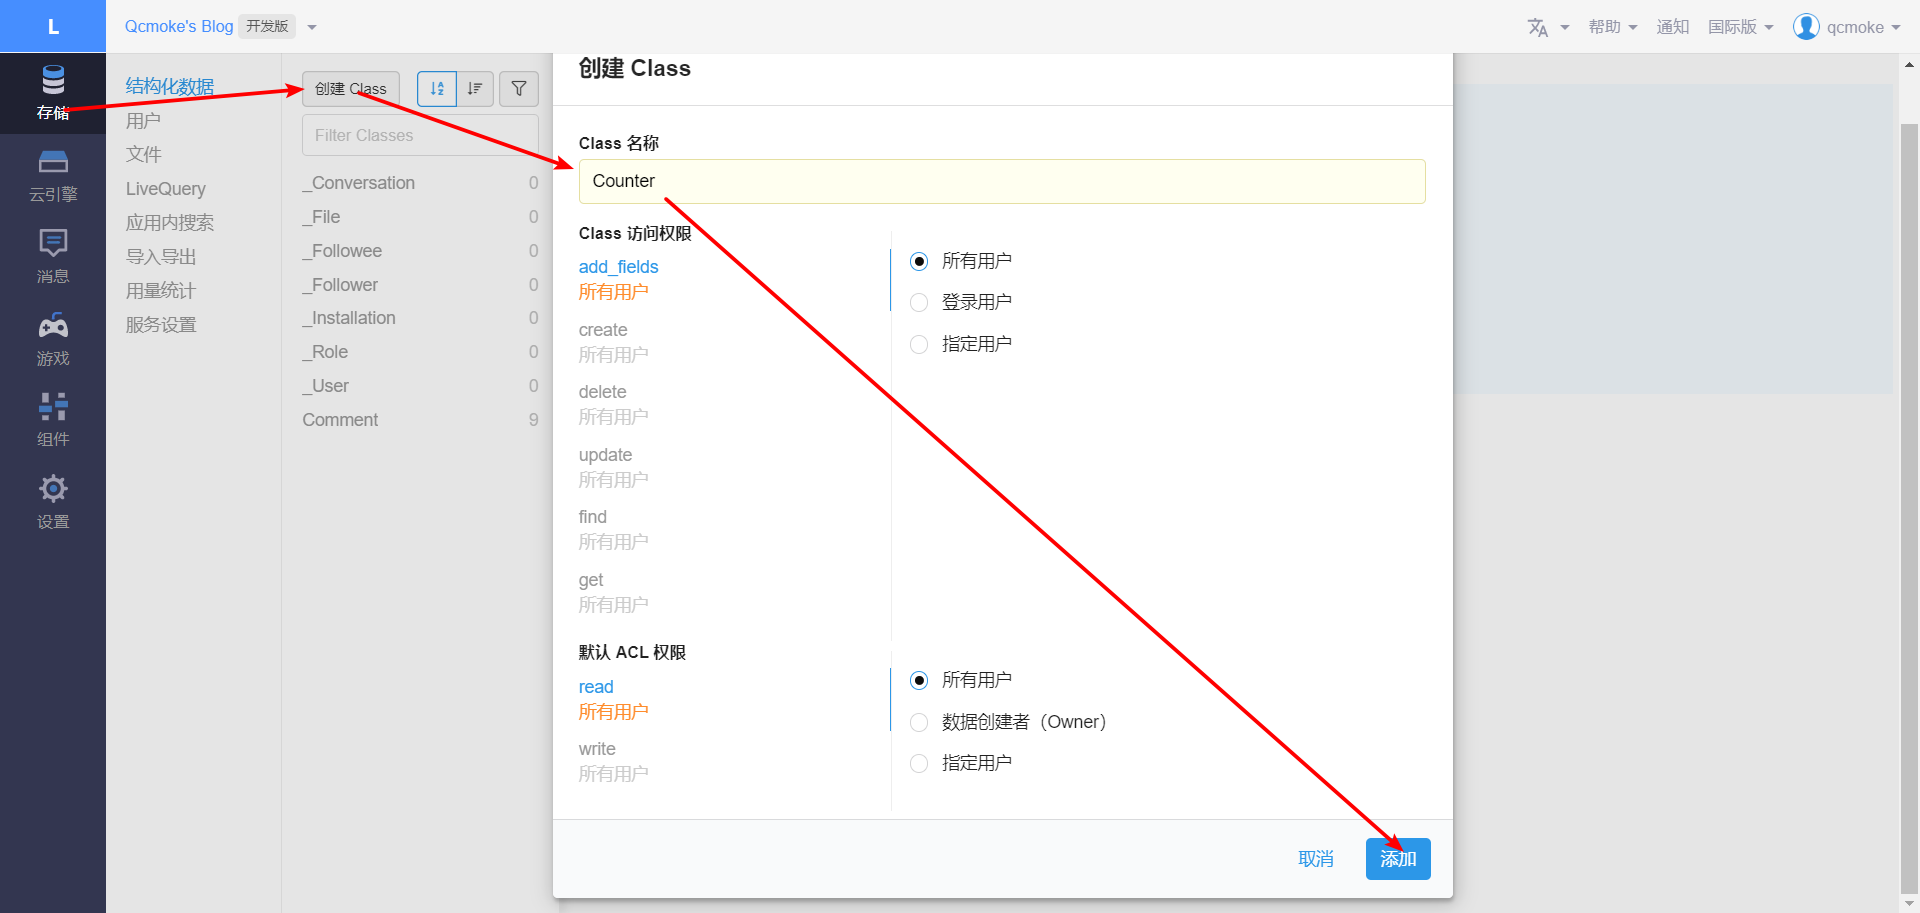 L
Qcmoke's Blog 开发版
帮助
通知
国际版
qcmoke
存储
云引擎
消息
游戏
组件
设置
结构化数据
用户
文件
LiveQuery
应用内搜索
导入导出
用量统计
服务设置
创建 Class
Filter Classes
_Conversation 0
_File 0
_Followee 0
_Follower 0
_Installation 0
_Role 0
_User 0
Comment 9
创建 Class
Class 名称
Counter
Class 访问权限
add_fields
所有用户
create
所有用户
delete
所有用户
update
所有用户
find
所有用户
get
所有用户
所有用户
登录用户
指定用户
默认 ACL 权限
read
所有用户
write
所有用户
所有用户
数据创建者（Owner）
指定用户
取消
添加